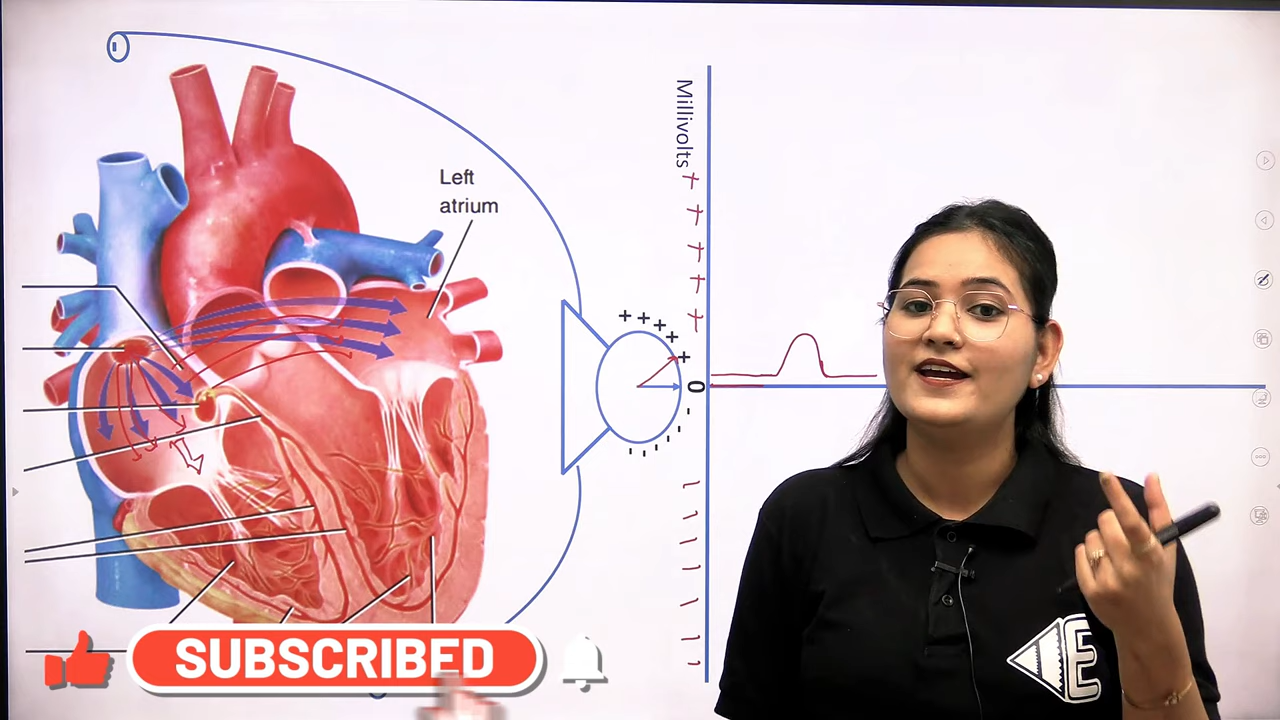 Left
atrium
Millivolts
+
+
+
+
+
+ + + + +
0
- - - - - -
SUBSCRIBED
E